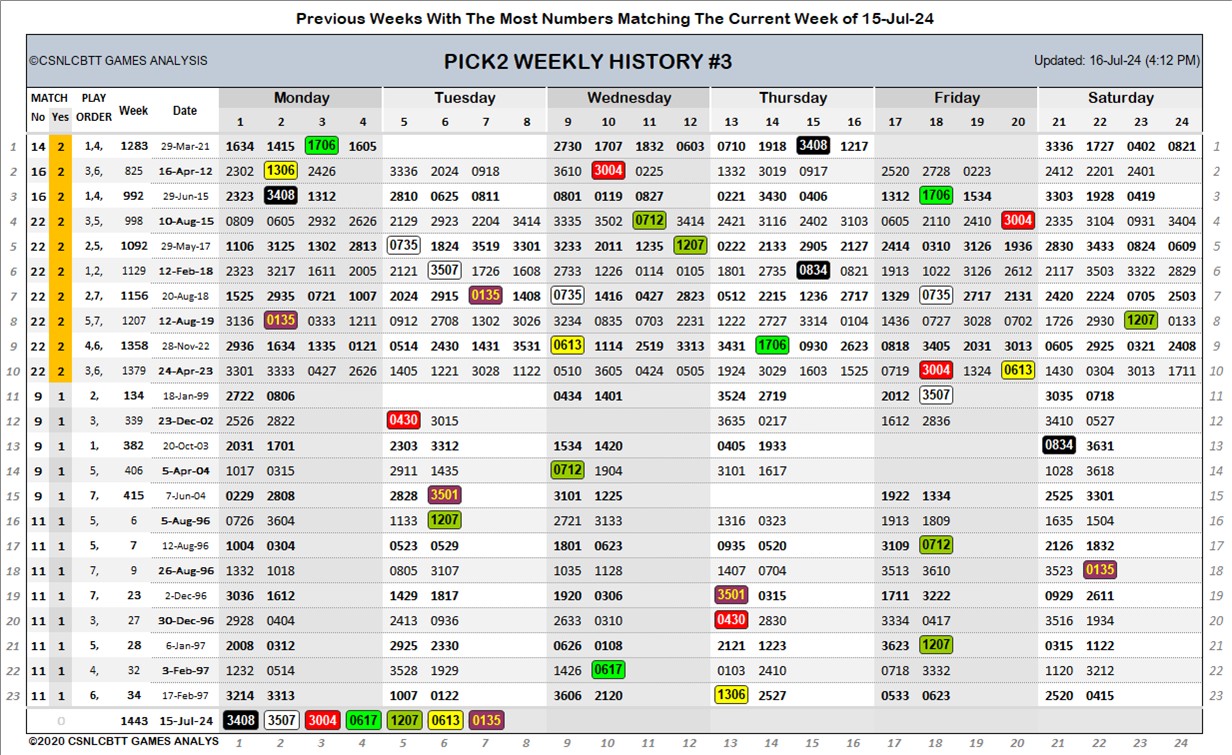 Previous Weeks With The Most Numbers Matching The Current Week of 15-Jul-24
©CSNLCBTT GAMES ANALYSIS PICK2 WEEKLY HISTORY #3 Updated: 16-Jul-24 (4:12 PM)
MATCH PLAY Week Date Monday Tuesday Wednesday Thursday Friday Saturday
No Yes ORDER 1 2 3 4 5 6 7 8 9 10 11 12 13 14 15 16 17 18 19 20 21 22 23 24
1 14 2 1,4, 1283 29-Mar-21 1634 1415 1706 1605 2730 1707 1832 0603 0710 1918 3408 1217 3336 1727 0402 0821 1
2 16 2 3,6, 825 16-Apr-12 2302 1306 2426 3336 2024 0918 3610 3004 0225 1332 3019 0917 2520 2728 0223 2412 2201 2401 2
3 16 2 1,4, 992 29-Jun-15 2323 3408 1312 2810 0625 0811 0801 0119 0827 0221 3430 0406 1312 1706 1534 3303 1928 0419 3
4 22 2 3,5, 998 10-Aug-15 0809 0605 2932 2626 2129 2923 2204 3414 3335 3502 0712 3414 2421 3116 2402 3103 0605 2110 2410 3004 2335 3104 0931 3404 4
5 22 2 2,5, 1092 29-May-17 1106 3125 1302 2813 0735 1824 3519 3301 3233 2011 1235 1207 0222 2133 2905 2127 2414 0310 3126 1936 2830 3433 0824 0609 5
6 22 2 1,2, 1129 12-Feb-18 2323 3217 1611 2005 2121 3507 1726 1608 2733 1226 0114 0105 1801 2735 0834 0821 1913 1022 3126 2612 2117 3503 3322 2829 6
7 22 2 2,7, 1156 20-Aug-18 1525 2935 0721 1007 2024 2915 0135 1408 0735 1416 0427 2823 0512 2215 1236 2717 1329 0735 2717 2131 2420 2224 0705 2503 7
8 22 2 5,7, 1207 12-Aug-19 3136 0135 0333 1211 0912 2708 1302 3026 3234 0835 0703 2231 1222 2727 3314 0104 1436 0727 3028 0702 1726 2930 1207 0133 8
9 22 2 4,6, 1358 28-Nov-22 2936 1634 1335 0121 0514 2430 1431 3531 0613 1114 2519 3313 3431 1706 0930 2623 0818 3405 2031 3013 0605 2925 0321 2408 9
10 22 2 3,6, 1379 24-Apr-23 3301 3333 0427 2626 1405 1221 3028 1122 0510 3605 0424 0505 1924 3029 1603 1525 0719 3004 1324 0613 1430 0304 3013 1711 10
11 9 1 2, 134 18-Jan-99 2722 0806 0434 1401 3524 2719 2012 3507 3035 0718 11
12 9 1 3, 339 23-Dec-02 2526 2822 0430 3015 3635 0217 1612 2836 3410 0527 12
13 9 1 1, 382 20-Oct-03 2031 1701 2303 3312 1534 1420 0405 1933 0834 3631 13
14 9 1 5, 406 5-Apr-04 1017 0315 2911 1435 0712 1904 3101 1617 1028 3618 14
15 9 1 7, 415 7-Jun-04 0229 2808 2828 3501 3101 1225 1922 1334 2525 3301 15
16 11 1 5, 6 5-Aug-96 0726 3604 1133 1207 2721 3133 1316 0323 1913 1809 1635 1504 16
17 11 1 5, 7 12-Aug-96 1004 0304 0523 0529 1801 0623 0935 0520 3109 0712 2126 1832 17
18 11 1 7, 9 26-Aug-96 1332 1018 0805 3107 1035 1128 1407 0704 3513 3610 3523 0135 18
19 11 1 7, 23 2-Dec-96 3036 1612 1429 1817 1920 0306 3501 0315 1711 3222 0929 2611 19
20 11 1 3, 27 30-Dec-96 2928 0404 2413 0936 2633 0310 0430 2830 3334 0417 3516 1934 20
21 11 1 5, 28 6-Jan-97 2008 0312 2925 2330 0626 0108 2121 1223 3623 1207 0315 1122 21
22 11 1 4, 32 3-Feb-97 1232 0514 3528 1929 1426 0617 0103 2410 0718 3332 1120 3212 22
23 11 1 6, 34 17-Feb-97 3214 3313 1007 0122 3606 2120 1306 2527 0533 0623 2520 0415 23
0 1443 15-Jul-24 3408 3507 3004 0617 1207 0613 0135
©2020 CSNLCBTT GAMES ANALYS 1 2 3 4 5 6 7 8 9 10 11 12 13 14 15 16 17 18 19 20 21 22 23 24